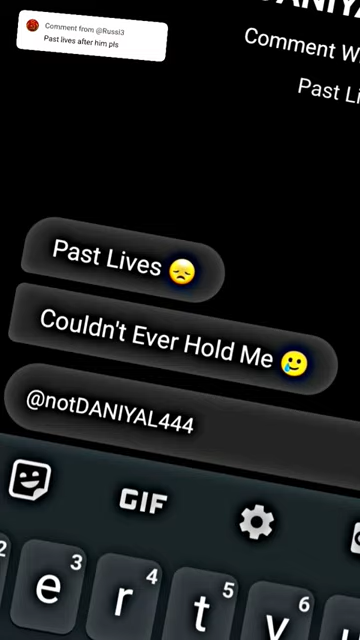 Comment from @Russi3
Past lives after him pls
Comment
Past
Past Lives 😞
Couldn't Ever Hold Me 🥲
@notDANIYAL444
GIF
2 3 4 5 6
e r t y